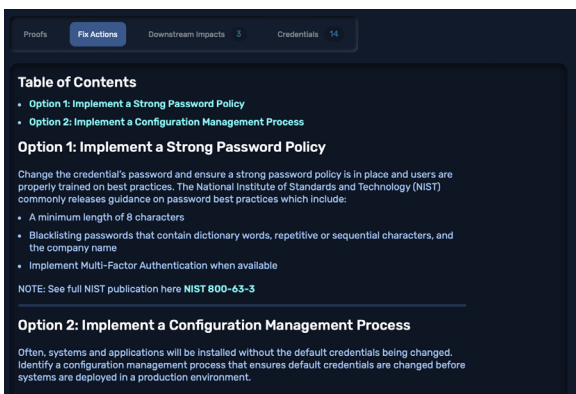 Proofs Fix Actions Downstream Impacts 3 Credentials 14
Table of Contents
• Option 1: Implement a Strong Password Policy
• Option 2: Implement a Configuration Management Process
Option 1: Implement a Strong Password Policy
Change the credential's password and ensure a strong password policy is in place and users are
properly trained on best practices. The National Institute of Standards and Technology (NIST)
commonly releases guidance on password best practices which include:
• A minimum length of 8 characters
• Blacklisting passwords that contain dictionary words, repetitive or sequential characters, and
the company name
• Implement Multi-Factor Authentication when available
NOTE: See full NIST publication here NIST 800-63-3
Option 2: Implement a Configuration Management Process
Often, systems and applications will be installed without the default credentials being changed.
Identify a configuration management process that ensures default credentials are changed before
systems are deployed in a production environment.